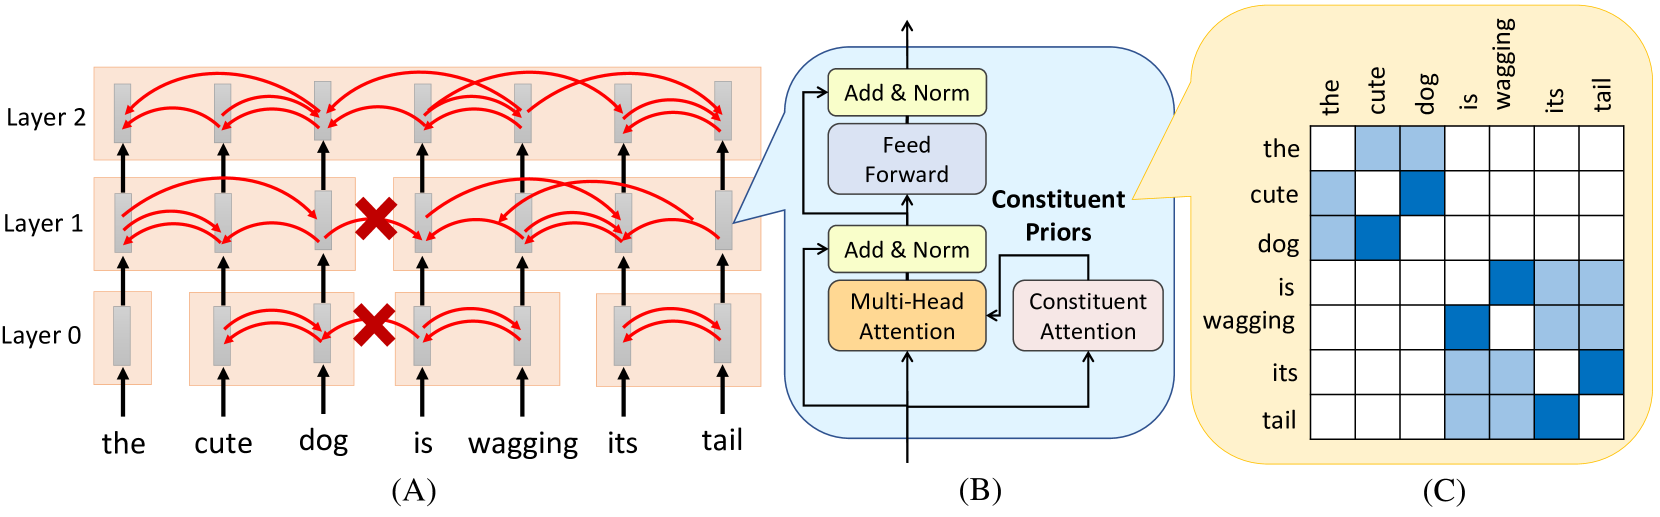 Layer 2
Layer 1
Layer 0
the cute dog is wagging its tail
(A)
Add & Norm
Feed
Forward
Add & Norm
Multi-Head
Attention
Constituent
Priors
Constituent
Attention
(B)
the cute dog is wagging its tail
the
cute
dog
is
wagging
its
tail
(C)